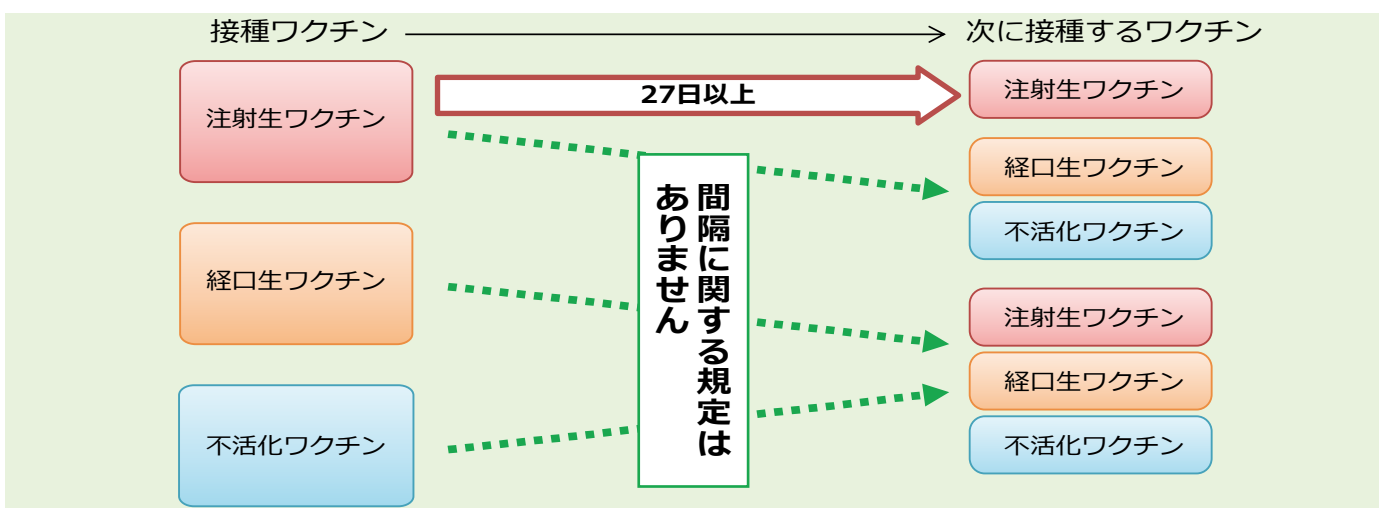 接種ワクチン
次に接種するワクチン
注射生ワクチン
27日以上
注射生ワクチン
経口生ワクチン
不活化ワクチン
間隔に関する規定は
ありません
経口生ワクチン
注射生ワクチン
経口生ワクチン
不活化ワクチン
不活化ワクチン